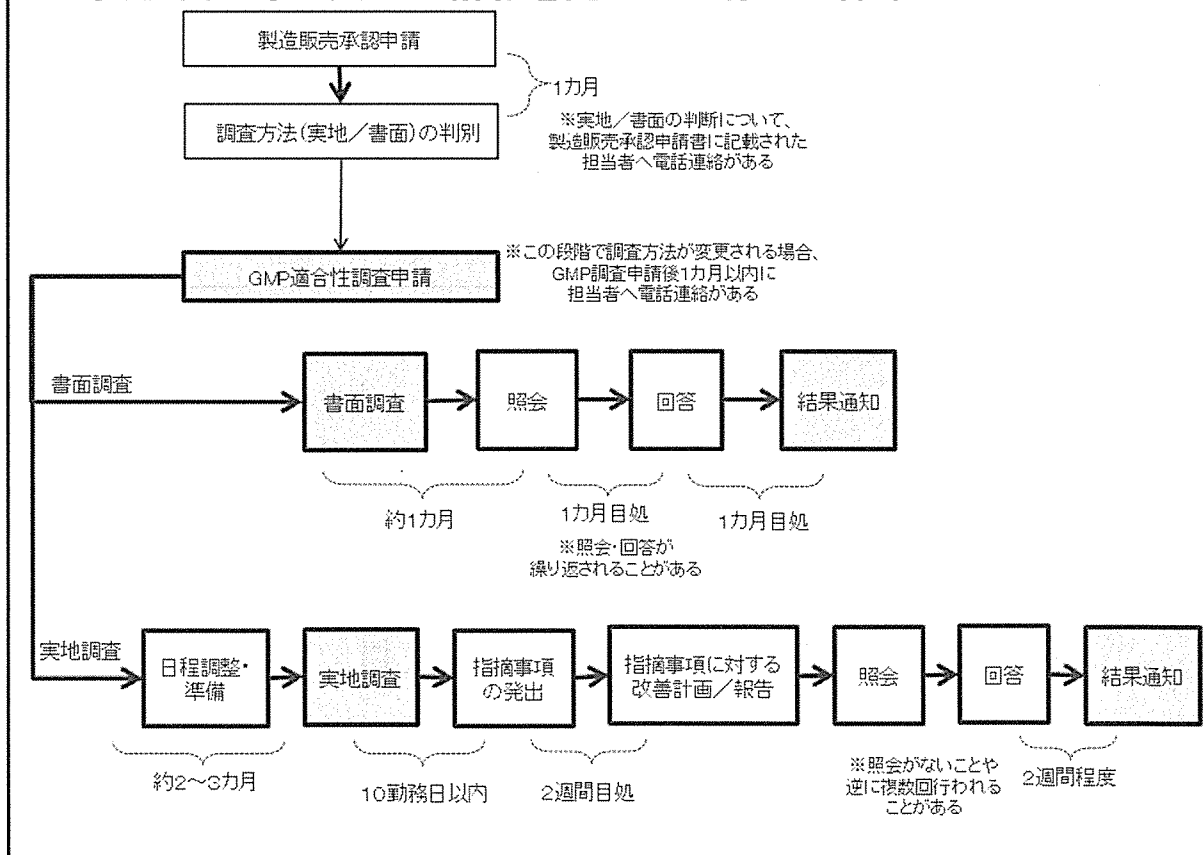 製造販売承認申請
1カ月
調査方法(実地/書面)の判別
※実地/書面の判断について、
製造販売承認申請書に記載された
担当者へ電話連絡がある
GMP適合性調査申請
※この段階で調査方法が変更される場合、
GMP調査申請後1カ月以内に
担当者へ電話連絡がある
書面調査
書面調査
照会
回答
結果通知
約1カ月
1カ月目処
1カ月目処
※照会・回答が
繰り返されることがある
実地調査
日程調整・
準備
実地調査
指摘事項
の発出
指摘事項に対する
改善計画/報告
照会
回答
結果通知
約2~3カ月
10勤務日以内
2週間目処
※照会がないことや
逆に複数回行われる
ことがある
2週間程度